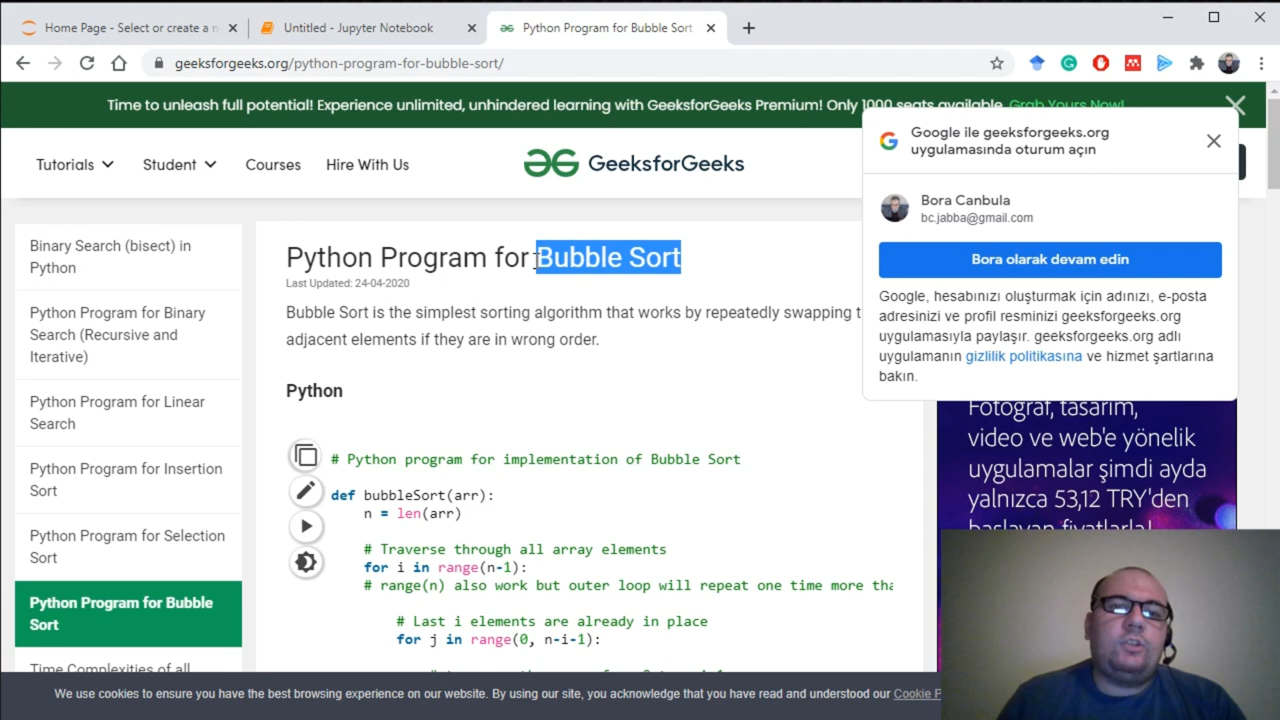 Home Page - Select or create a n
Untitled - Jupyter Notebook
Python Program for Bubble Sort
geeksforgeeks.org/python-program-for-bubble-sort/
Time to unleash full potential! Experience unlimited, unhindered learning with GeeksforGeeks Premium! Only 1000 seats available. Grab Yours Now!
Tutorials
Student
Courses
Hire With Us
GeeksforGeeks
Google ile geeksforgeeks.org
uygulamasında oturum açın
Bora Canbula
bc.jabba@gmail.com
Bora olarak devam edin
Google, hesabınızı oluşturmak için adınızı, e-posta
adresinizi ve profil resminizi geeksforgeeks.org
uygulamasıyla paylaşır. geeksforgeeks.org adlı
uygulamanın gizlilik politikasına ve hizmet şartlarına
bakın.
Binary Search (bisect) in
Python
Python Program for Binary
Search (Recursive and
Iterative)
Python Program for Linear
Search
Python Program for Insertion
Sort
Python Program for Selection
Sort
Python Program for Bubble
Sort
Time Complexities of all
Python Program for Bubble Sort
Last Updated: 24-04-2020
Bubble Sort is the simplest sorting algorithm that works by repeatedly swapping t
adjacent elements if they are in wrong order.
Python
# Python program for implementation of Bubble Sort
def bubbleSort(arr):
n = len(arr)
# Traverse through all array elements
for i in range(n-1):
# range(n) also work but outer loop will repeat one time more tha
# Last i elements are already in place
for j in range(0, n-i-1):
Fotoğraf, tasarım,
video ve web'e yönelik
uygulamalar şimdi ayda
yalnızca 53,12 TRY'den
başlayan fiyatlarla!
We use cookies to ensure you have the best browsing experience on our website. By using our site, you acknowledge that you have read and understood our Cookie P